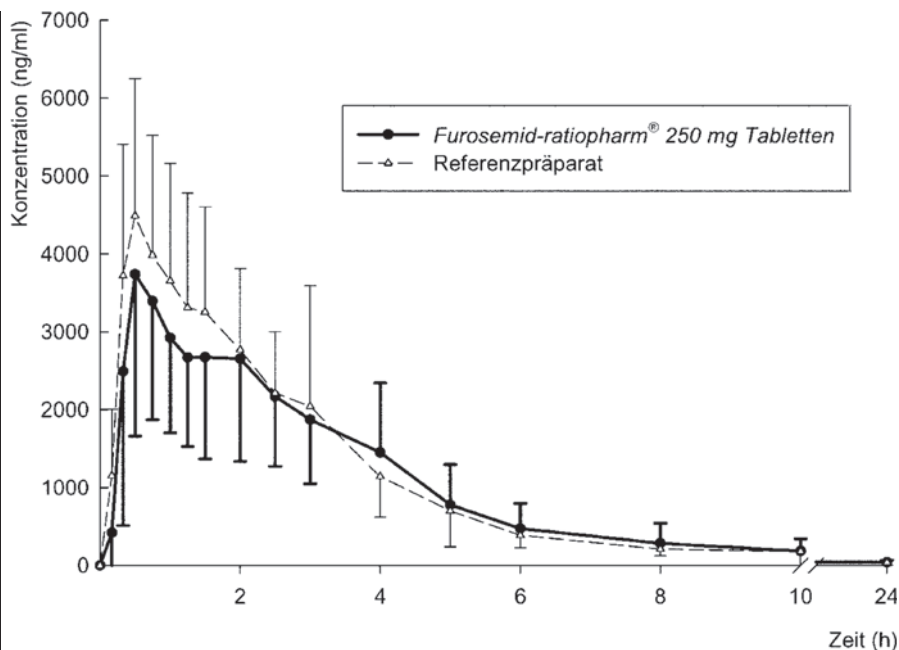 Konzentration (ng/ml)
7000
6000
5000
4000
3000
2000
1000
0
Furosemid-ratiopharm® 250 mg Tabletten
Referenzpräparat
2 4 6 8 10 24
Zeit (h)